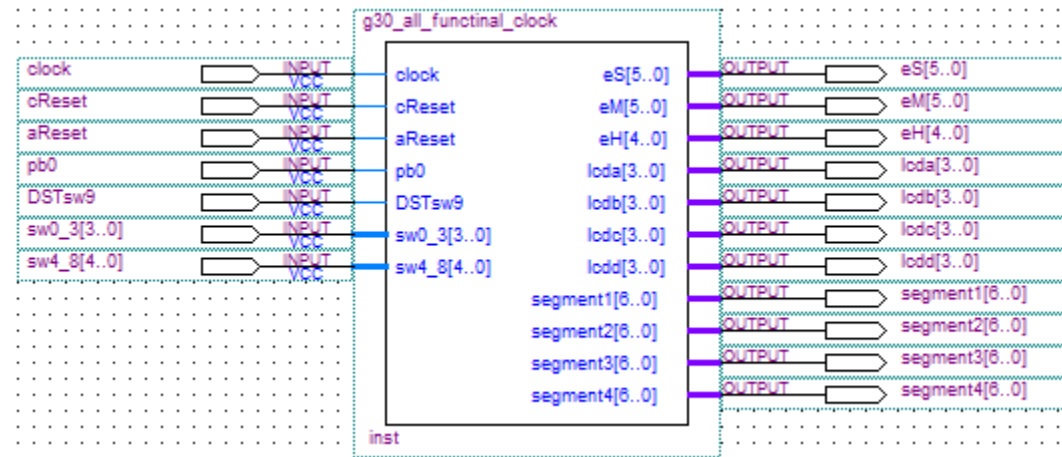 g30_all_functinal_clock
clock INPUT VCC clock eS[5..0] OUTPUT eS[5..0]
cReset INPUT VCC cReset eM[5..0] OUTPUT eM[5..0]
aReset INPUT VCC aReset eH[4..0] OUTPUT eH[4..0]
pb0 INPUT VCC pb0 lcda[3..0] OUTPUT lcda[3..0]
DSTsw9 INPUT VCC DSTsw9 lcdb[3..0] OUTPUT lcdb[3..0]
sw0_3[3..0] INPUT VCC sw0_3[3..0] lcdc[3..0] OUTPUT lcdc[3..0]
sw4_8[4..0] INPUT VCC sw4_8[4..0] lcdd[3..0] OUTPUT lcdd[3..0]
segment1[6..0] OUTPUT segment1[6..0]
segment2[6..0] OUTPUT segment2[6..0]
segment3[6..0] OUTPUT segment3[6..0]
segment4[6..0] OUTPUT segment4[6..0]
inst